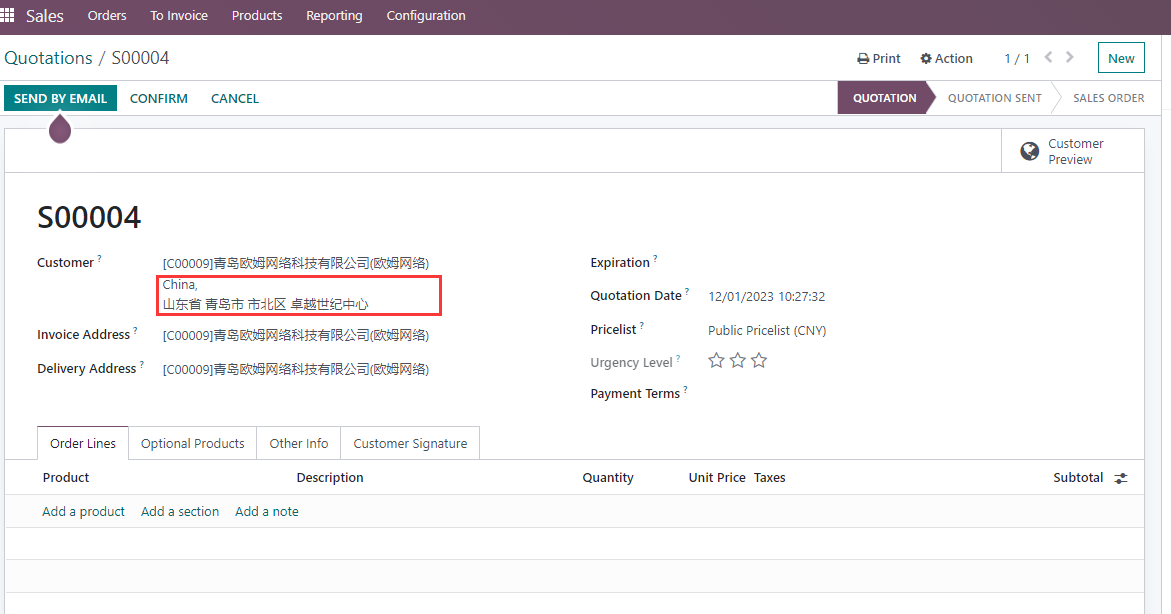 Sales Orders To Invoice Products Reporting Configuration
Quotations / S00004
Print Action 1 / 1 New
SEND BY EMAIL CONFIRM CANCEL
QUOTATION QUOTATION SENT SALES ORDER
Customer
Preview
S00004
Customer ? [C00009]青岛欧姆网络科技有限公司(欧姆网络)
China,
山东省 青岛市 市北区 卓越世纪中心
Invoice Address ? [C00009]青岛欧姆网络科技有限公司(欧姆网络)
Delivery Address ? [C00009]青岛欧姆网络科技有限公司(欧姆网络)
Expiration ?
Quotation Date ? 12/01/2023 10:27:32
Pricelist ? Public Pricelist (CNY)
Urgency Level ?
Payment Terms ?
Order Lines Optional Products Other Info Customer Signature
Product Description Quantity Unit Price Taxes Subtotal
Add a product Add a section Add a note